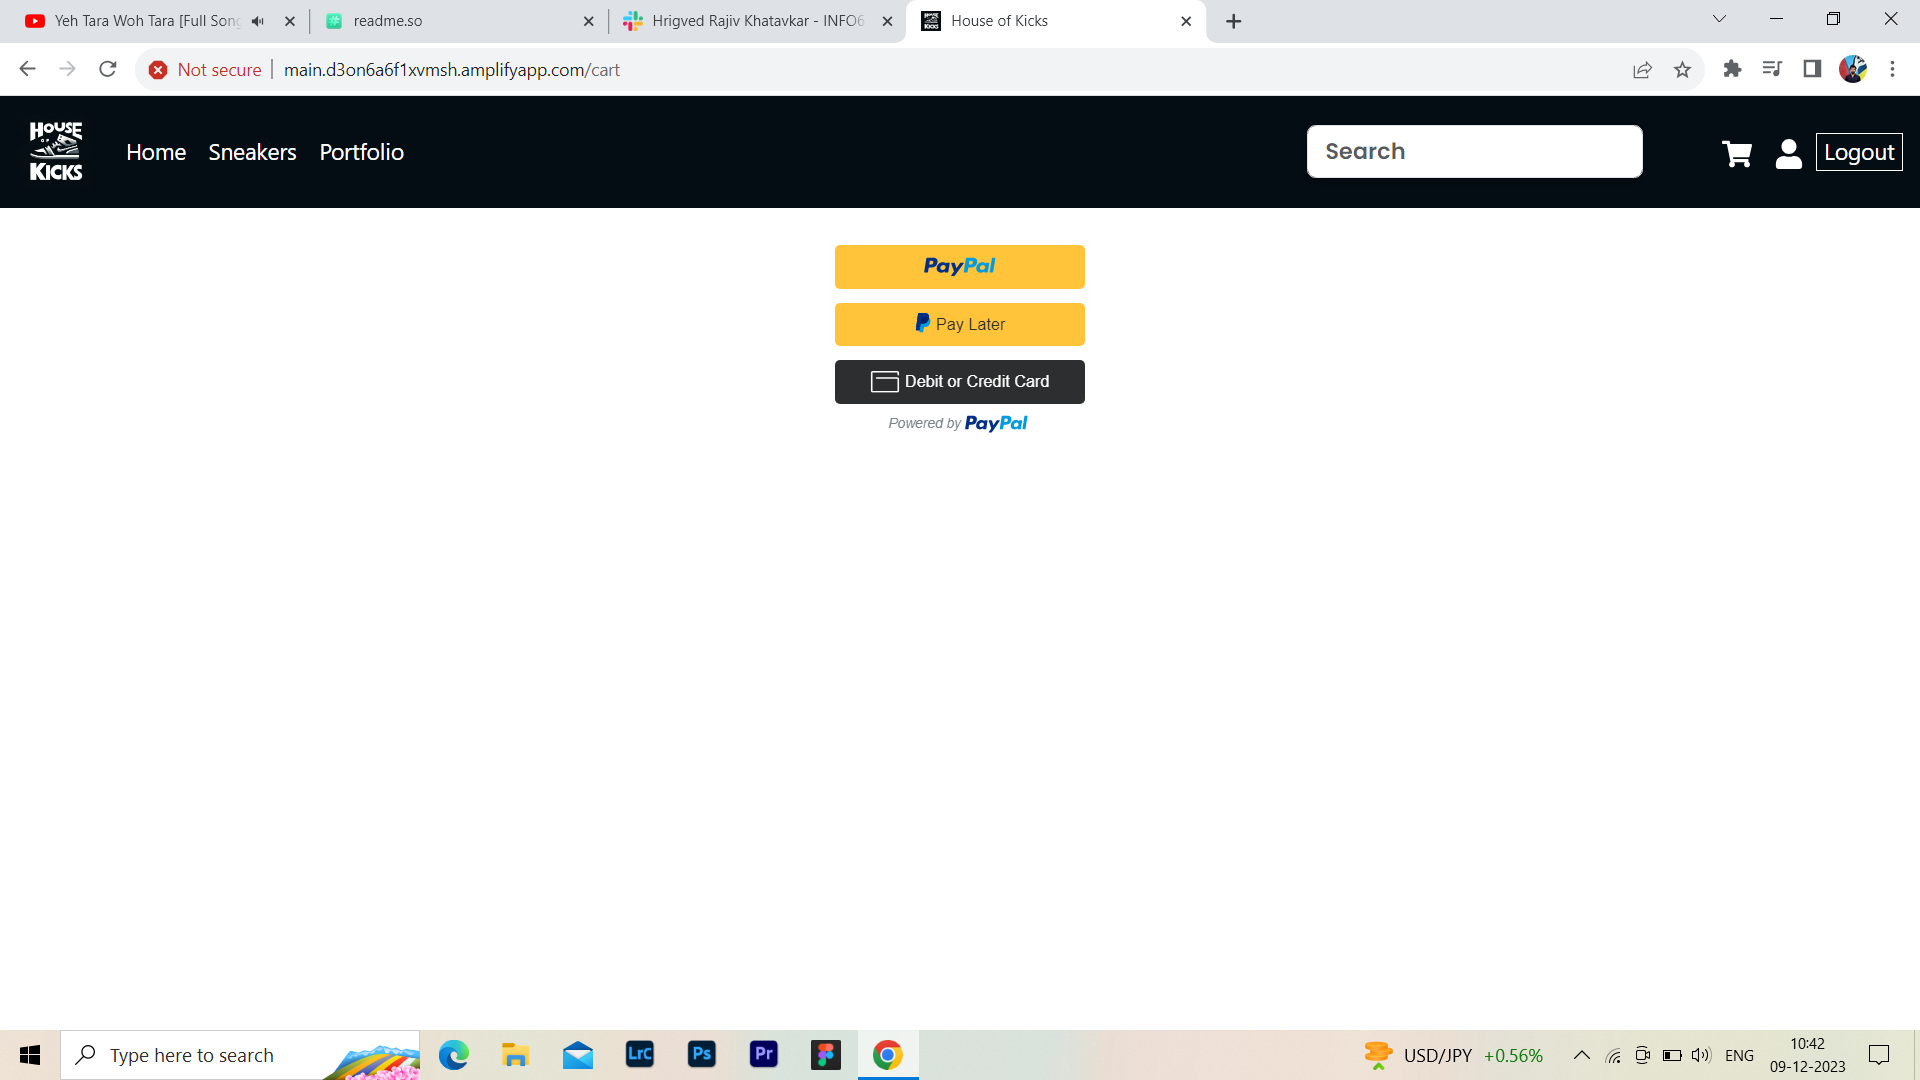 Yeh Tara Woh Tara [Full Song
readme.so
Hrigved Rajiv Khatavkar - INFO6
House of Kicks
Not secure
main.d3on6a6f1xvmsh.amplifyapp.com/cart
HOUSE
OF
KICKS
Home
Sneakers
Portfolio
Search
Logout
PayPal
Pay Later
Debit or Credit Card
Powered by PayPal
Type here to search
LrC
Ps
Pr
USD/JPY +0.56%
ENG
10:42
09-12-2023